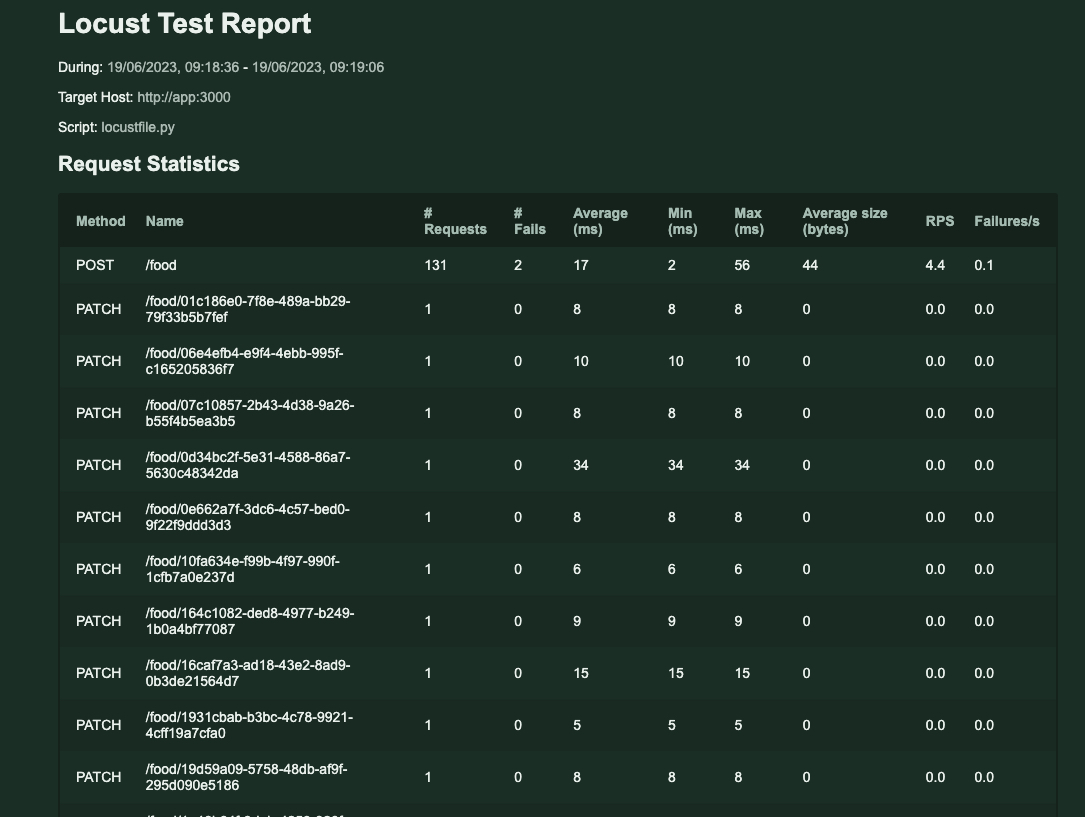 Locust Test Report
During: 19/06/2023, 09:18:36 - 19/06/2023, 09:19:06
Target Host: http://app:3000
Script: locustfile.py
Request Statistics
Method Name # Requests # Fails Average (ms) Min (ms) Max (ms) Average size (bytes) RPS Failures/s
POST /food 131 2 17 2 56 44 4.4 0.1
PATCH /food/01c186e0-7f8e-489a-bb29-
79f33b5b7fef 1 0 8 8 8 0 0.0 0.0
PATCH /food/06e4efb4-e9f4-4ebb-995f-
c165205836f7 1 0 10 10 10 0 0.0 0.0
PATCH /food/07c10857-2b43-4d38-9a26-
b55f4b5ea3b5 1 0 8 8 8 0 0.0 0.0
PATCH /food/0d34bc2f-5e31-4588-86a7-
5630c48342da 1 0 34 34 34 0 0.0 0.0
PATCH /food/0e662a7f-3dc6-4c57-bed0-
9f22f9ddd3d3 1 0 8 8 8 0 0.0 0.0
PATCH /food/10fa634e-f99b-4f97-990f-
1cfb7a0e237d 1 0 6 6 6 0 0.0 0.0
PATCH /food/164c1082-ded8-4977-b249-
1b0a4bf77087 1 0 9 9 9 0 0.0 0.0
PATCH /food/16caf7a3-ad18-43e2-8ad9-
0b3de21564d7 1 0 15 15 15 0 0.0 0.0
PATCH /food/1931cbab-b3bc-4c78-9921-
4cff19a7cfa0 1 0 5 5 5 0 0.0 0.0
PATCH /food/19d59a09-5758-48db-af9f-
295d090e5186 1 0 8 8 8 0 0.0 0.0